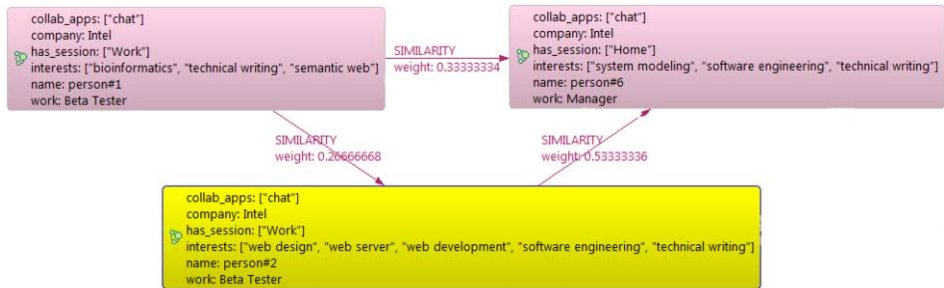 collab_apps: ["chat"]
company: Intel
has_session: ["Work"]
interests: ["bioinformatics", "technical writing", "semantic web"]
name: person#1
work: Beta Tester
SIMILARITY
weight: 0.33333334
collab_apps: ["chat"]
company: Intel
has_session: ["Home"]
interests: ["system modeling", "software engineering", "technical writing"]
name: person#6
work: Manager
SIMILARITY
weight: 0.26666668
SIMILARITY
weight: 0.53333336
collab_apps: ["chat"]
company: Intel
has_session: ["Work"]
interests: ["web design", "web server", "web development", "software engineering", "technical writing"]
name: person#2
work: Beta Tester